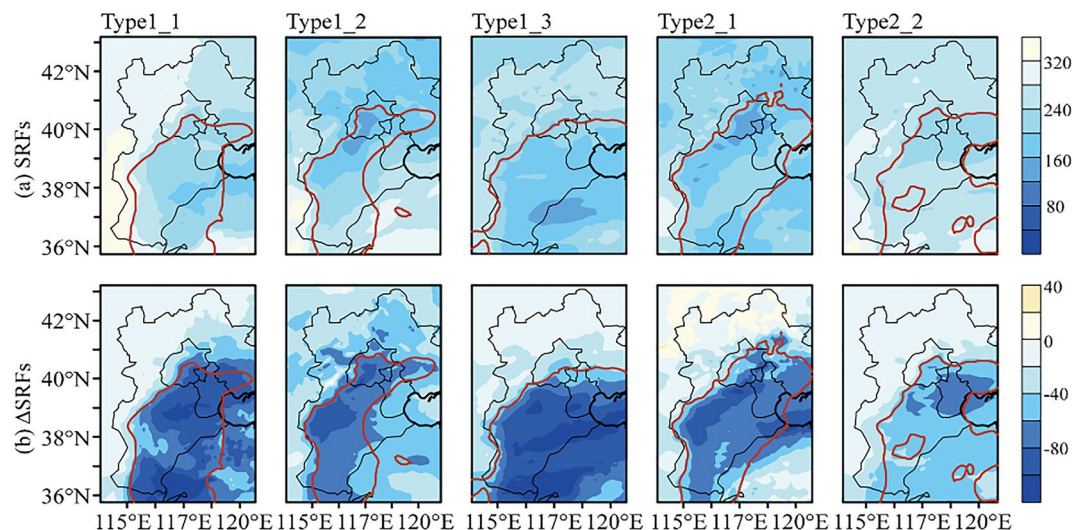 Type1_1 Type1_2 Type1_3 Type2_1 Type2_2
(a) SRFs
42°N
40°N
38°N
36°N
320
240
160
80
(b) ΔSRFs
42°N
40°N
38°N
36°N
40
0
-40
-80
115°E 117°E 120°E 115°E 117°E 120°E 115°E 117°E 120°E 115°E 117°E 120°E 115°E 117°E 120°E